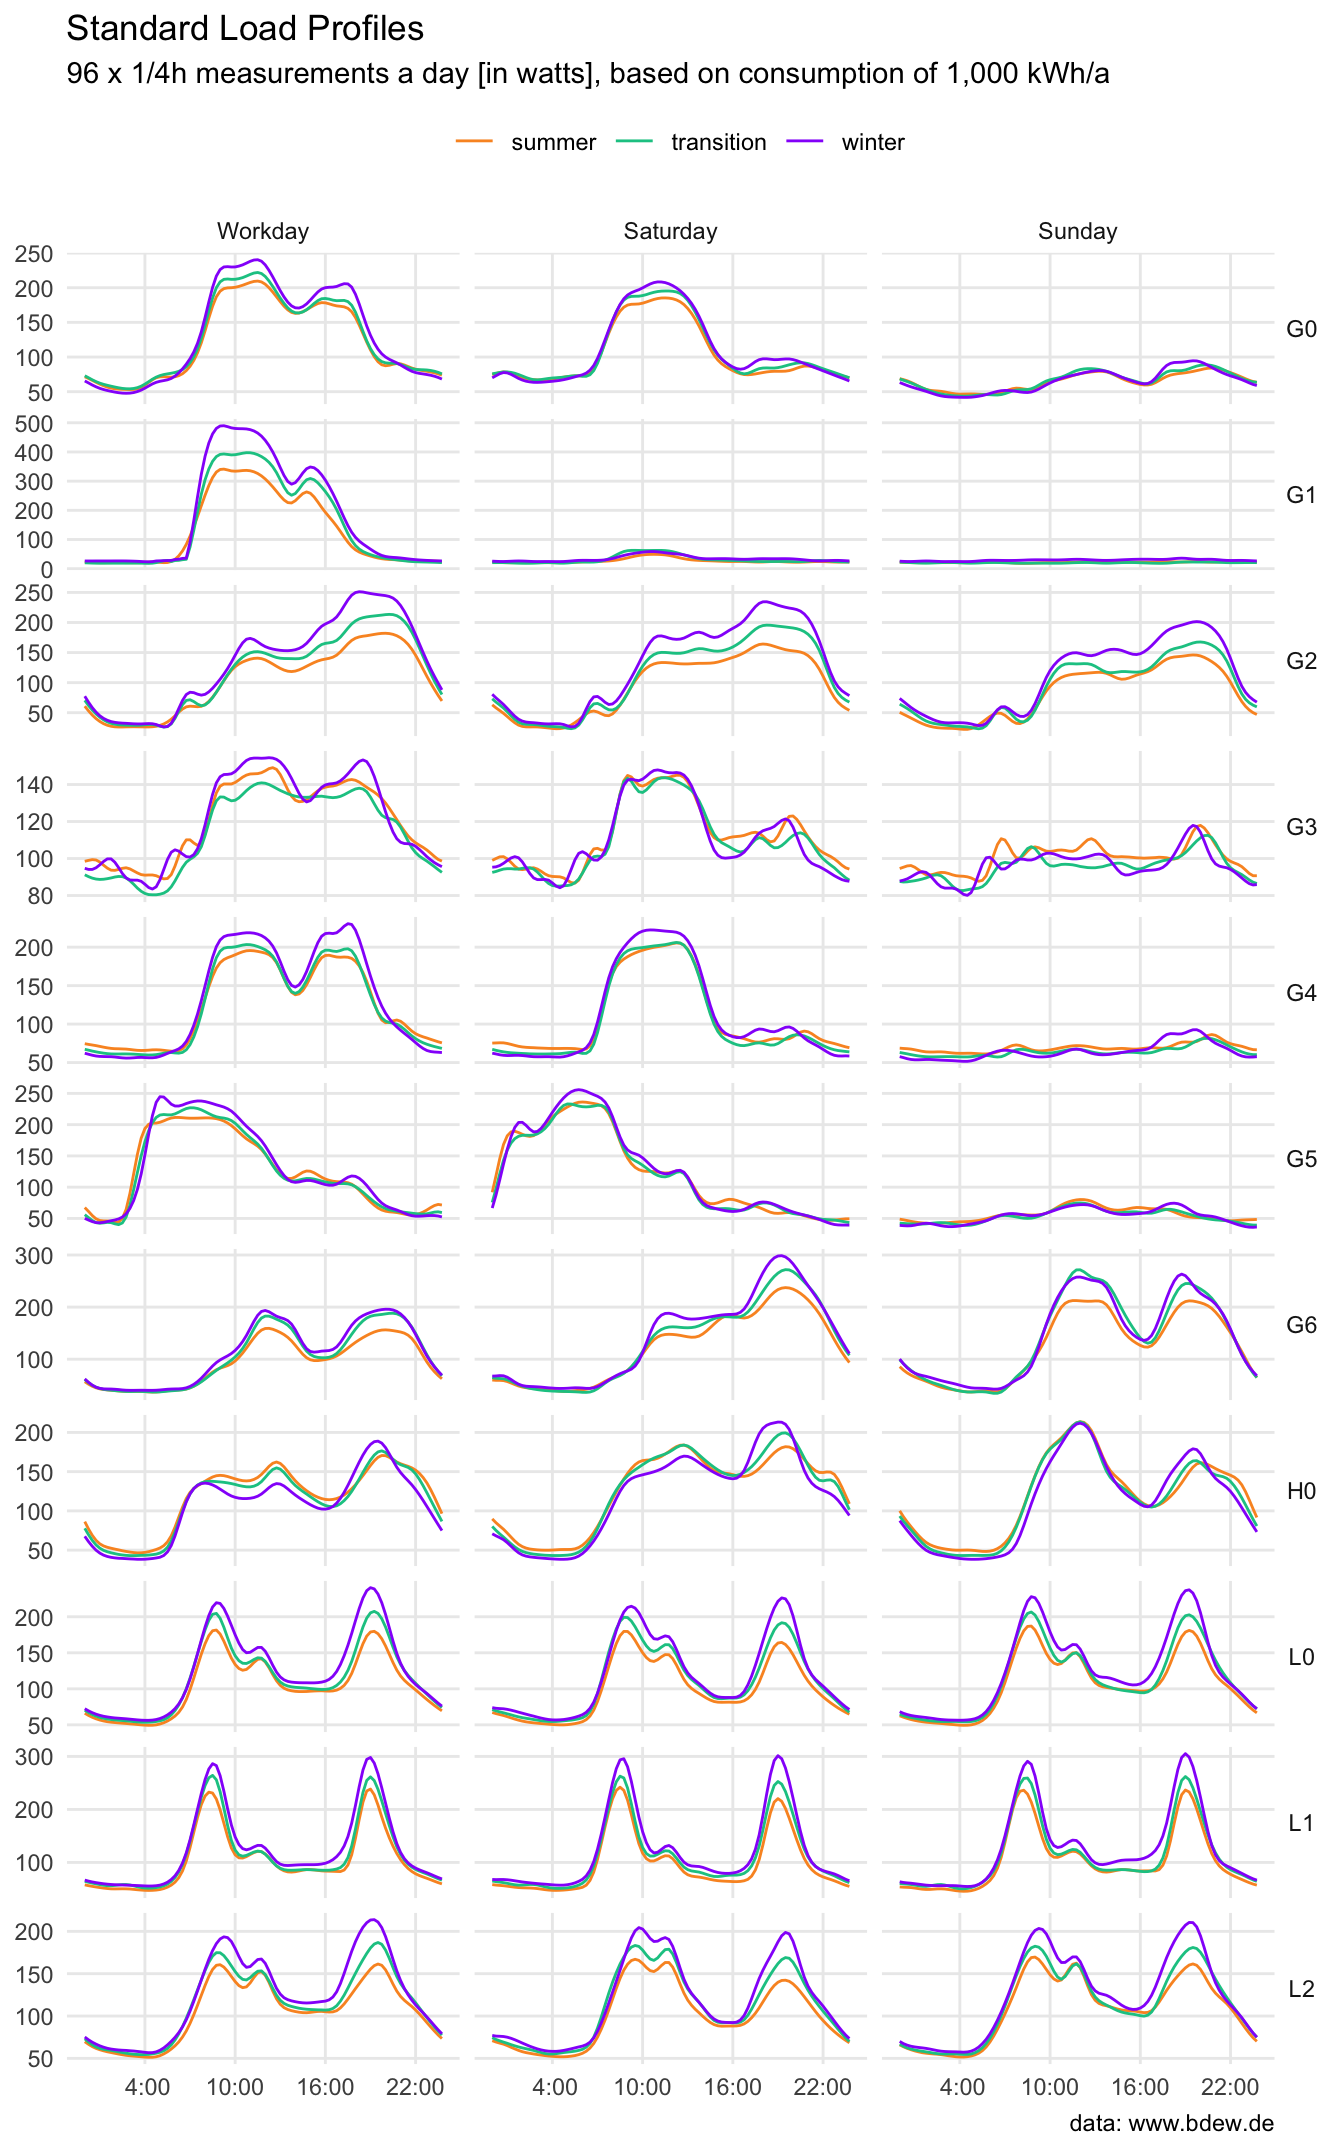 Standard Load Profiles
96 x 1/4h measurements a day [in watts], based on consumption of 1,000 kWh/a
summer transition winter
Workday Saturday Sunday
250
200
150
100
50
G0
500
400
300
200
100
0
G1
250
200
150
100
50
G2
140
120
100
80
G3
200
150
100
50
G4
250
200
150
100
50
G5
300
200
100
G6
200
150
100
50
H0
200
150
100
50
L0
300
200
100
L1
200
150
100
50
L2
4:00 10:00 16:00 22:00 4:00 10:00 16:00 22:00 4:00 10:00 16:00 22:00
data: www.bdew.de